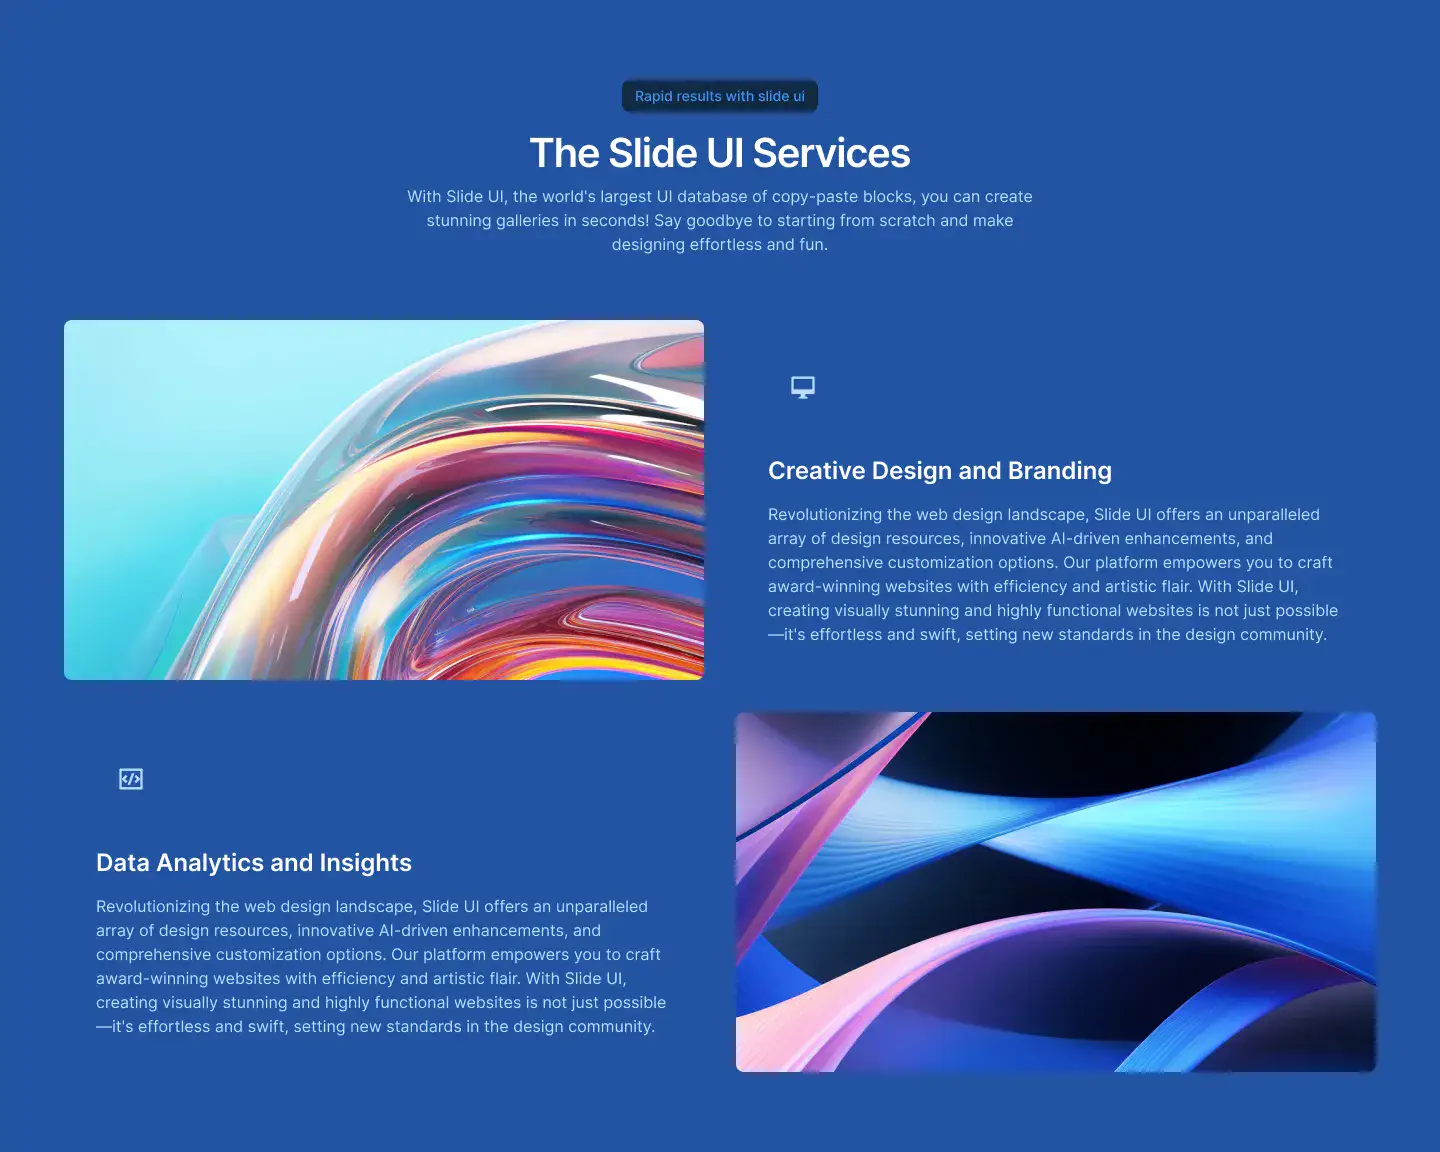 Rapid results with slide ui
The Slide UI Services
With Slide UI, the world's largest UI database of copy-paste blocks, you can create
stunning galleries in seconds! Say goodbye to starting from scratch and make
designing effortless and fun.
Creative Design and Branding
Revolutionizing the web design landscape, Slide UI offers an unparalleled
array of design resources, innovative AI-driven enhancements, and
comprehensive customization options. Our platform empowers you to craft
award-winning websites with efficiency and artistic flair. With Slide UI,
creating visually stunning and highly functional websites is not just possible
—it's effortless and swift, setting new standards in the design community.
Data Analytics and Insights
Revolutionizing the web design landscape, Slide UI offers an unparalleled
array of design resources, innovative AI-driven enhancements, and
comprehensive customization options. Our platform empowers you to craft
award-winning websites with efficiency and artistic flair. With Slide UI,
creating visually stunning and highly functional websites is not just possible
—it's effortless and swift, setting new standards in the design community.